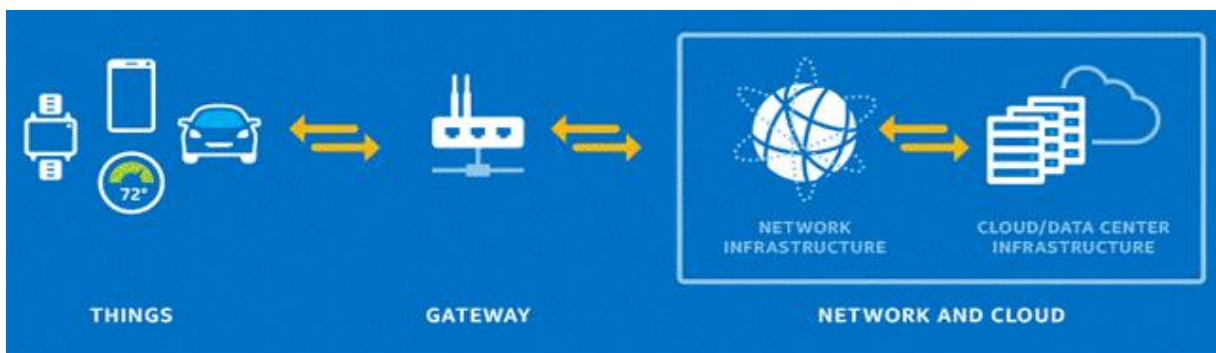 72°
NETWORK
INFRASTRUCTURE
CLOUD/DATA CENTER
INFRASTRUCTURE
THINGS
GATEWAY
NETWORK AND CLOUD